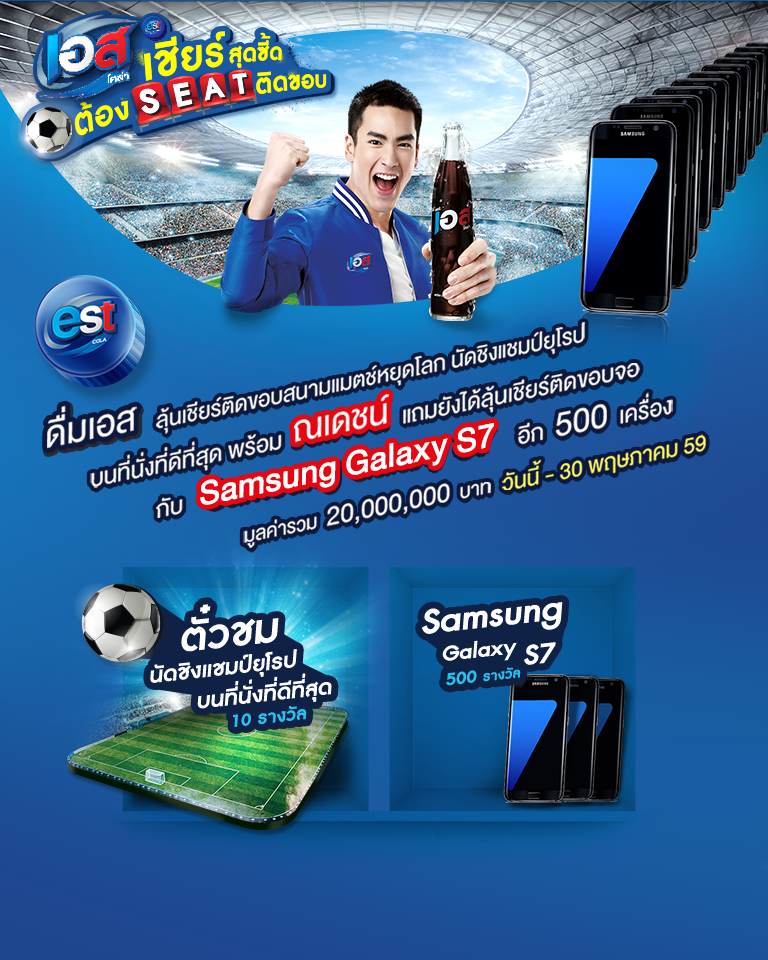 เอส
โคล่า
est
เชียร์สุดซี้ด
ต้อง SEAT ติดขอบ
SAMSUNG
เอส
เอส
est
COLA
ดื่มเอส ลุ้นเชียร์ติดขอบสนามแมตช์หยุดโลก นัดชิงแชมป์ยุโรป
บนที่นั่งที่ดีที่สุด พร้อม ณเดชน์ แถมยังได้ลุ้นเชียร์ติดขอบจอ
กับ Samsung Galaxy S7 อีก 500 เครื่อง
มูลค่ารวม 20,000,000 บาท วันนี้ - 30 พฤษภาคม 59
ตั๋วชม
นัดชิงแชมป์ยุโรป
บนที่นั่งที่ดีที่สุด
10 รางวัล
Samsung
Galaxy S7
500 รางวัล
SAMSUNG